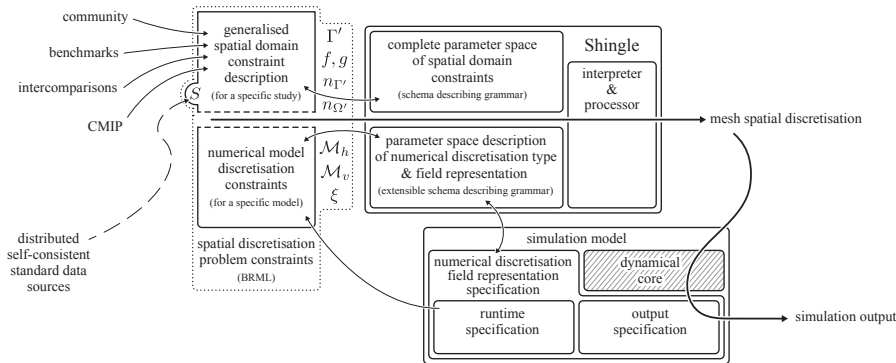 community
benchmarks
intercomparisons
CMIP
S
generalised
spatial domain
constraint
description
(for a specific study)
Γ′
f, g
n_Γ′
n_Ω′
complete parameter space
of spatial domain
constraints
(schema describing grammar)
Shingle
interpreter
&
processor
mesh spatial discretisation
numerical model
discretisation
constraints
(for a specific model)
ℳ_h
ℳ_v
ξ
parameter space description
of numerical discretisation type
& field representation
(extensible schema describing grammar)
distributed
self-consistent
standard data
sources
spatial discretisation
problem constraints
(BRML)
simulation model
numerical discretisation
field representation
specification
dynamical
core
runtime
specification
output
specification
simulation output